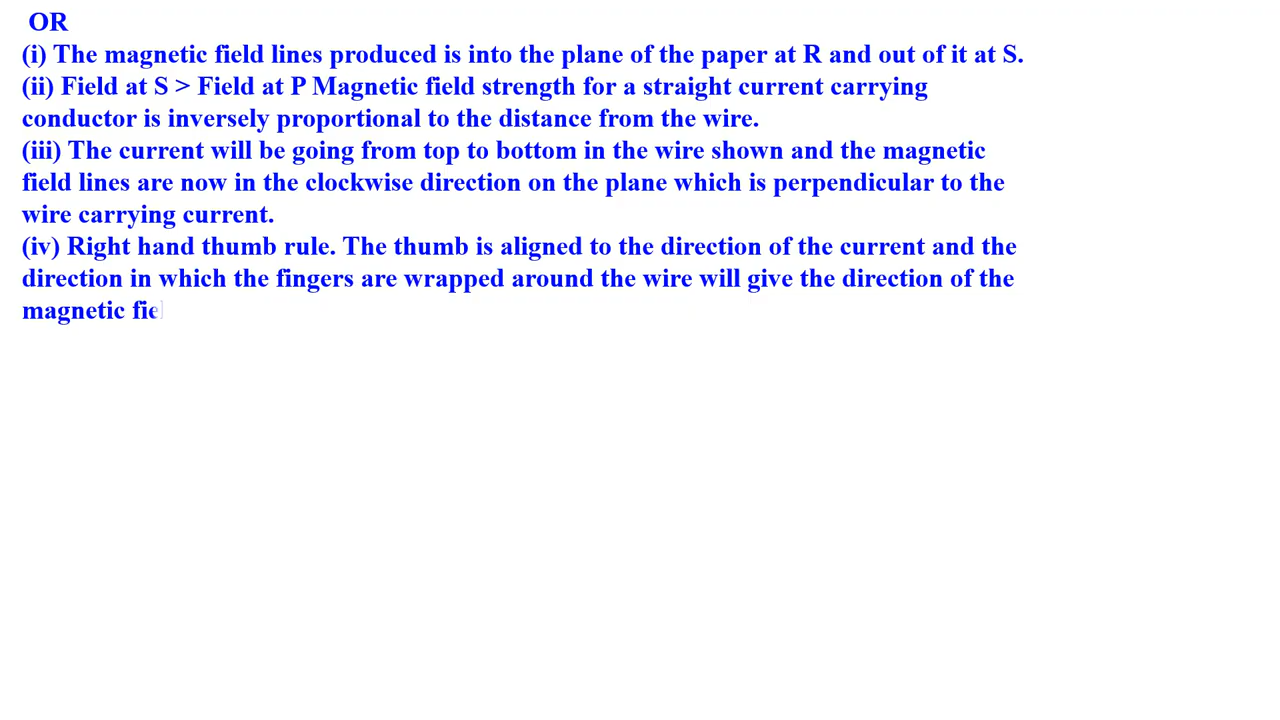 OR
(i) The magnetic field lines produced is into the plane of the paper at R and out of it at S.
(ii) Field at S > Field at P Magnetic field strength for a straight current carrying
conductor is inversely proportional to the distance from the wire.
(iii) The current will be going from top to bottom in the wire shown and the magnetic
field lines are now in the clockwise direction on the plane which is perpendicular to the
wire carrying current.
(iv) Right hand thumb rule. The thumb is aligned to the direction of the current and the
direction in which the fingers are wrapped around the wire will give the direction of the
magnetic fiel